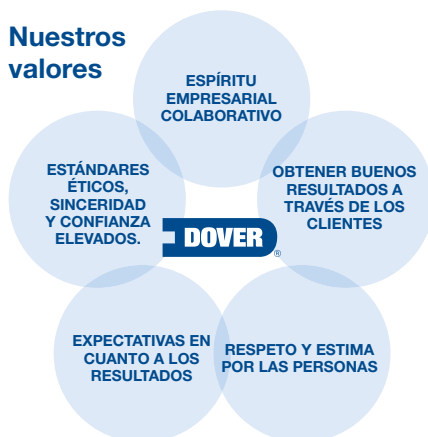 Nuestros
valores
ESPÍRITU
EMPRESARIAL
COLABORATIVO
ESTÁNDARES
ÉTICOS,
SINCERIDAD
Y CONFIANZA
ELEVADOS.
OBTENER BUENOS
RESULTADOS A
TRAVÉS DE LOS
CLIENTES
DOVER
®
EXPECTATIVAS EN
CUANTO A LOS
RESULTADOS
RESPETO Y ESTIMA
POR LAS PERSONAS